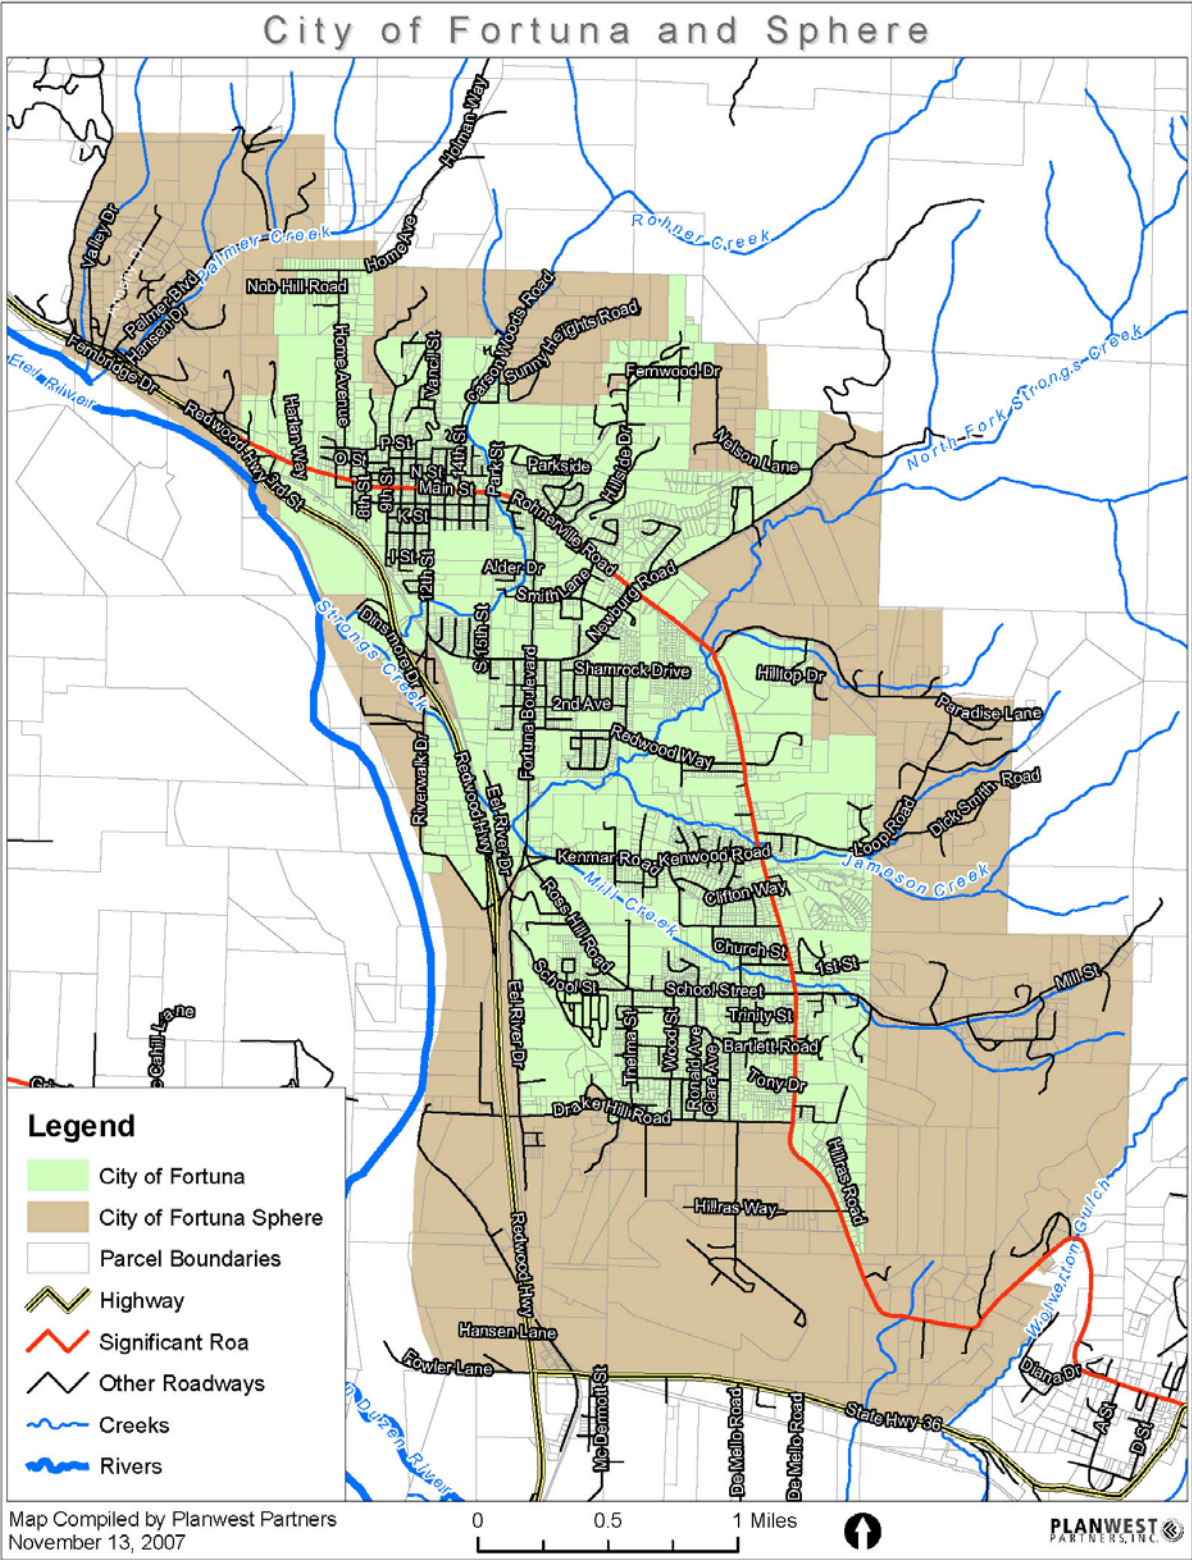 City of Fortuna and Sphere
Holman Way
Rohner Creek
Valley Dr
Palmer Creek
Home Ave
Nob Hill Road
Palmer Blvd
Hansen Dr
Carson Woods Road
Sunny Heights Road
Home Avenue
Vancil St
Fernwood Dr
Fernbridge Dr
Eel River
North Fork Strongs Creek
Redwood Hwy
Harlan Way
P St
O St
14th St
Park St
Parkside
Hillside Dr
Nelson Lane
N St
Main St
8th St
9th St
3rd St
K St
Rohnerville Road
I St
12th St
Alder Dr
Smith Lane
Newburg Road
Strongs Creek
Dinsmore Dr
S 15th St
Shamrock Drive
Hilltop Dr
2nd Ave
Paradise Lane
Fortuna Boulevard
Redwood Way
Riverwalk Dr
Redwood Hwy
Eel River Dr
Loop Road
Dick Smith Road
Kenmar Road
Kenwood Road
Jameson Creek
Mill Creek
Clifton Way
Ross Hill Road
Church St
1st St
Mill St
School St
School Street
Eel River Dr
Trinity St
Thelma St
Wood St
Ronald Ave
Clara Ave
Bartlett Road
Tony Dr
Cahill Lane
Drake Hill Road
Hillras Road
Hillras Way
Wolverton Gulch
Redwood Hwy
Hansen Lane
Fowler Lane
Mc Dermott St
De Mello Road
De Mello Road
State Hwy 36
Diana Dr
A St
D St
n Duzen River
Legend
City of Fortuna
City of Fortuna Sphere
Parcel Boundaries
Highway
Significant Roa
Other Roadways
Creeks
Rivers
Map Compiled by Planwest Partners
November 13, 2007
0 0.5 1 Miles
PLANWEST
PARTNERS, INC.